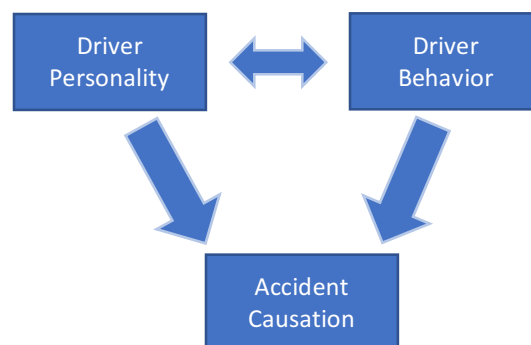 Driver
Personality
Driver
Behavior
Accident
Causation